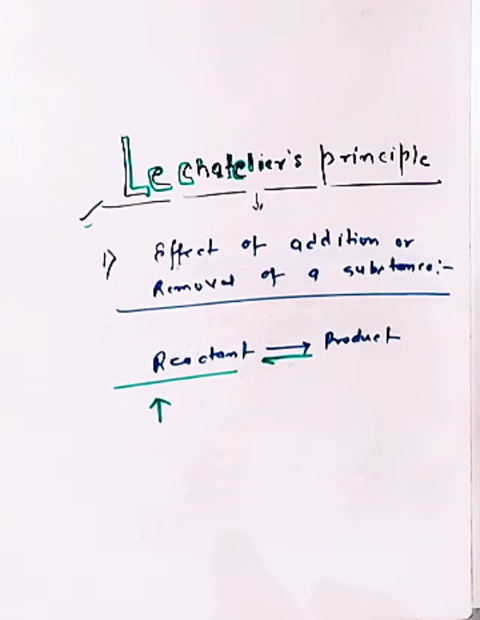 Le chatelier's principle
↓
1) Effect of addition or
Removal of a substance:-
Reactant ⇌ Product
↑